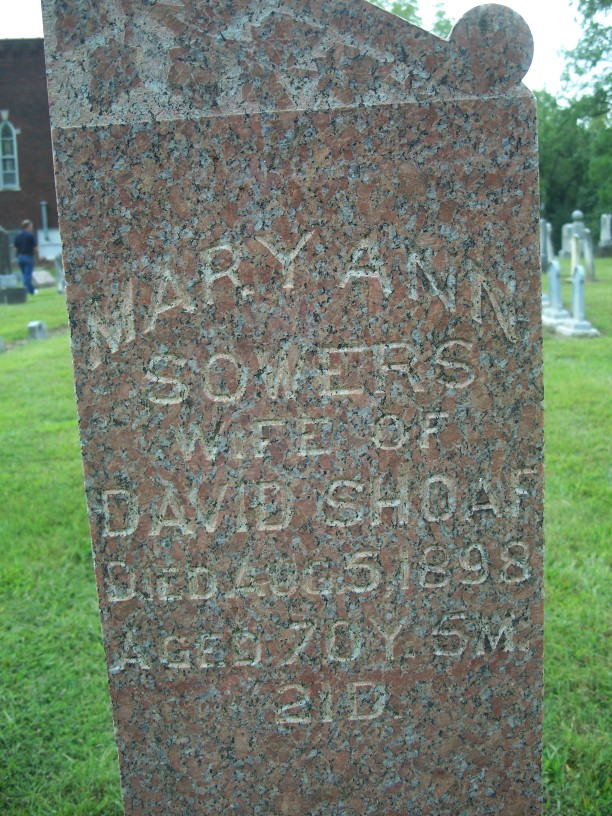 MARY ANN
SOWERS
WIFE OF
DAVID SHOAF
DIED AUG 5, 1898
AGED 70 Y. 5 M.
21 D.